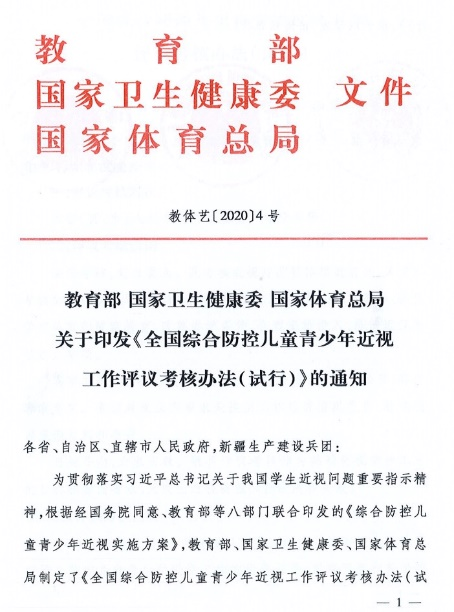 教育部
国家卫生健康委 文件
国家体育总局
教体艺〔2020〕4号
教育部 国家卫生健康委 国家体育总局
关于印发《全国综合防控儿童青少年近视
工作评议考核办法（试行）》的通知
各省、自治区、直辖市人民政府，新疆生产建设兵团：
为贯彻落实习近平总书记关于我国学生近视问题重要指示精
神，根据经国务院同意、教育部等八部门联合印发的《综合防控儿
童青少年近视实施方案》，教育部、国家卫生健康委、国家体育总
局制定了《全国综合防控儿童青少年近视工作评议考核办法（试
— 1 —